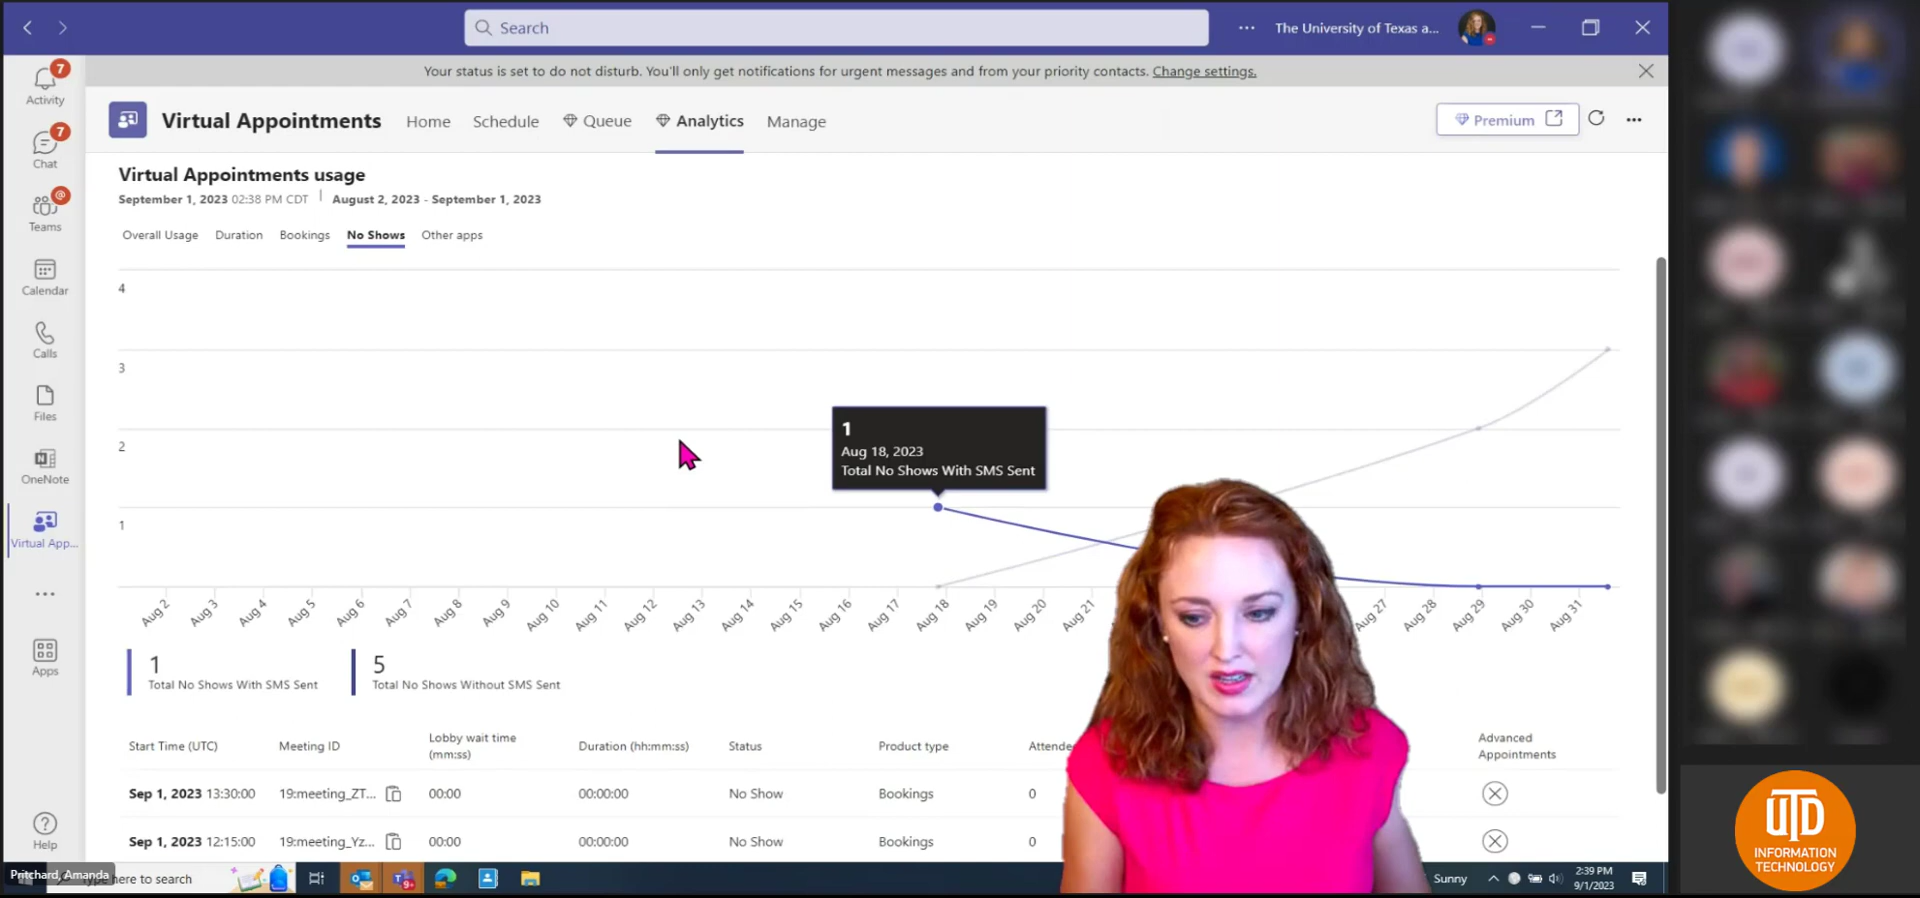 Search
The University of Texas a...
Your status is set to do not disturb. You'll only get notifications for urgent messages and from your priority contacts. Change settings.
7
Activity
7
Chat
@
Teams
Calendar
Calls
Files
OneNote
Virtual App...
Apps
Help
Virtual Appointments
Home
Schedule
Queue
Analytics
Manage
Premium
Virtual Appointments usage
September 1, 2023 02:38 PM CDT | August 2, 2023 - September 1, 2023
Overall Usage
Duration
Bookings
No Shows
Other apps
4
3
2
1
1
Aug 18, 2023
Total No Shows With SMS Sent
Aug 2
Aug 3
Aug 4
Aug 5
Aug 6
Aug 7
Aug 8
Aug 9
Aug 10
Aug 11
Aug 12
Aug 13
Aug 14
Aug 15
Aug 16
Aug 17
Aug 18
Aug 19
Aug 20
Aug 21
Aug 27
Aug 28
Aug 29
Aug 30
Aug 31
1
Total No Shows With SMS Sent
5
Total No Shows Without SMS Sent
Start Time (UTC)
Meeting ID
Lobby wait time
(mm:ss)
Duration (hh:mm:ss)
Status
Product type
Attende
Advanced
Appointments
Sep 1, 2023 13:30:00 19:meeting_ZT... 00:00 00:00:00 No Show Bookings 0
Sep 1, 2023 12:15:00 19:meeting_Yz... 00:00 00:00:00 No Show Bookings 0
Pritchard, Amanda
here to search
9+
Sunny
2:39 PM
9/1/2023
UTD
INFORMATION
TECHNOLOGY